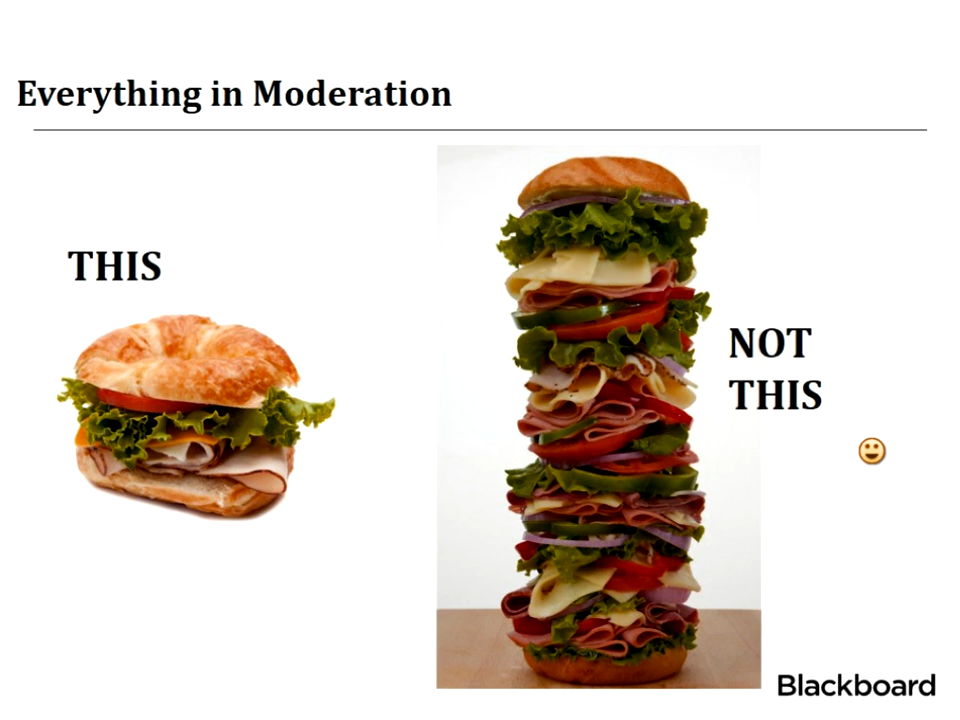 Everything in Moderation
THIS
NOT
THIS
Blackboard